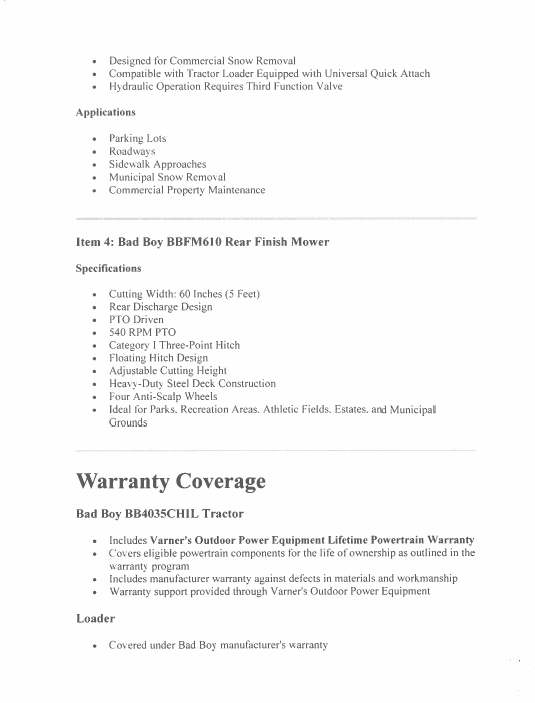 • Designed for Commercial Snow Removal
• Compatible with Tractor Loader Equipped with Universal Quick Attach
• Hydraulic Operation Requires Third Function Valve
Applications
• Parking Lots
• Roadways
• Sidewalk Approaches
• Municipal Snow Removal
• Commercial Property Maintenance
Item 4: Bad Boy BBFM610 Rear Finish Mower
Specifications
• Cutting Width: 60 Inches (5 Feet)
• Rear Discharge Design
• PTO Driven
• 540 RPM PTO
• Category I Three-Point Hitch
• Floating Hitch Design
• Adjustable Cutting Height
• Heavy-Duty Steel Deck Construction
• Four Anti-Scalp Wheels
• Ideal for Parks, Recreation Areas, Athletic Fields, Estates, and Municipal
Grounds
Warranty Coverage
Bad Boy BB4035CHIL Tractor
• Includes Varner's Outdoor Power Equipment Lifetime Powertrain Warranty
• Covers eligible powertrain components for the life of ownership as outlined in the
warranty program
• Includes manufacturer warranty against defects in materials and workmanship
• Warranty support provided through Varner's Outdoor Power Equipment
Loader
• Covered under Bad Boy manufacturer's warranty